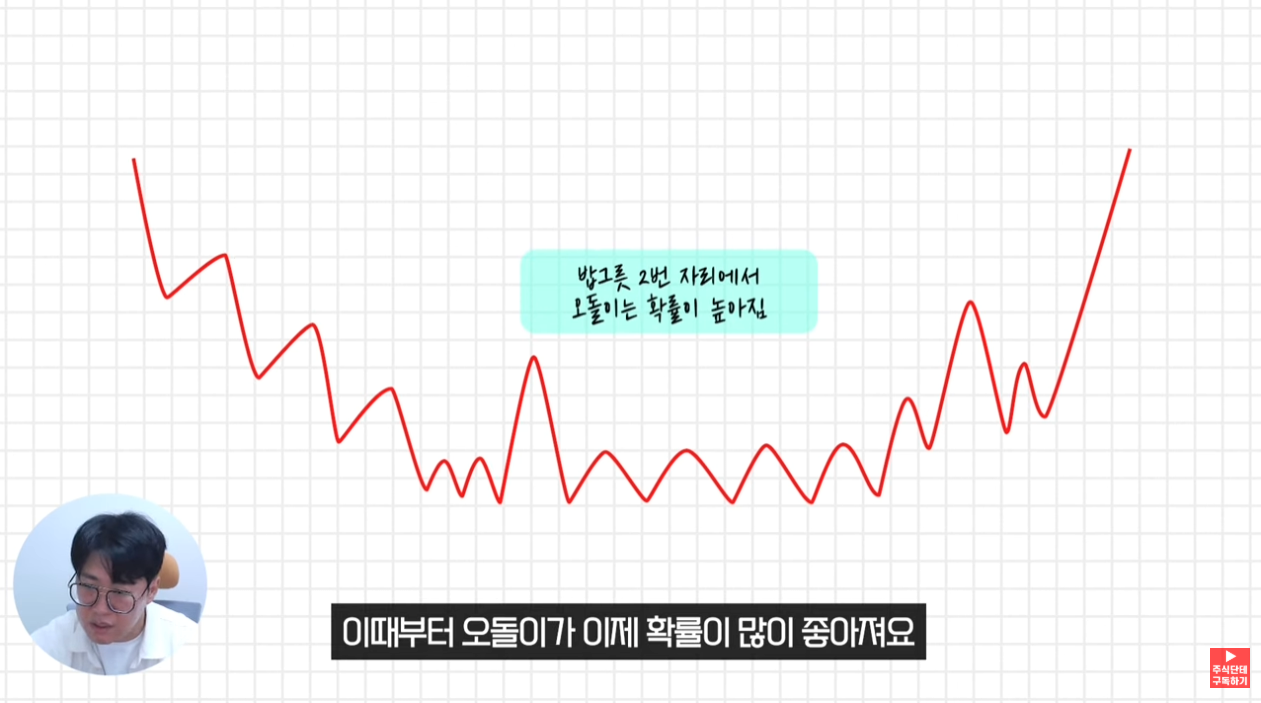 밥그릇 2번 자리에서
오돌이는 확률이 높아짐
이때부터 오돌이가 이제 확률이 많이 좋아져요
주식단테
구독하기